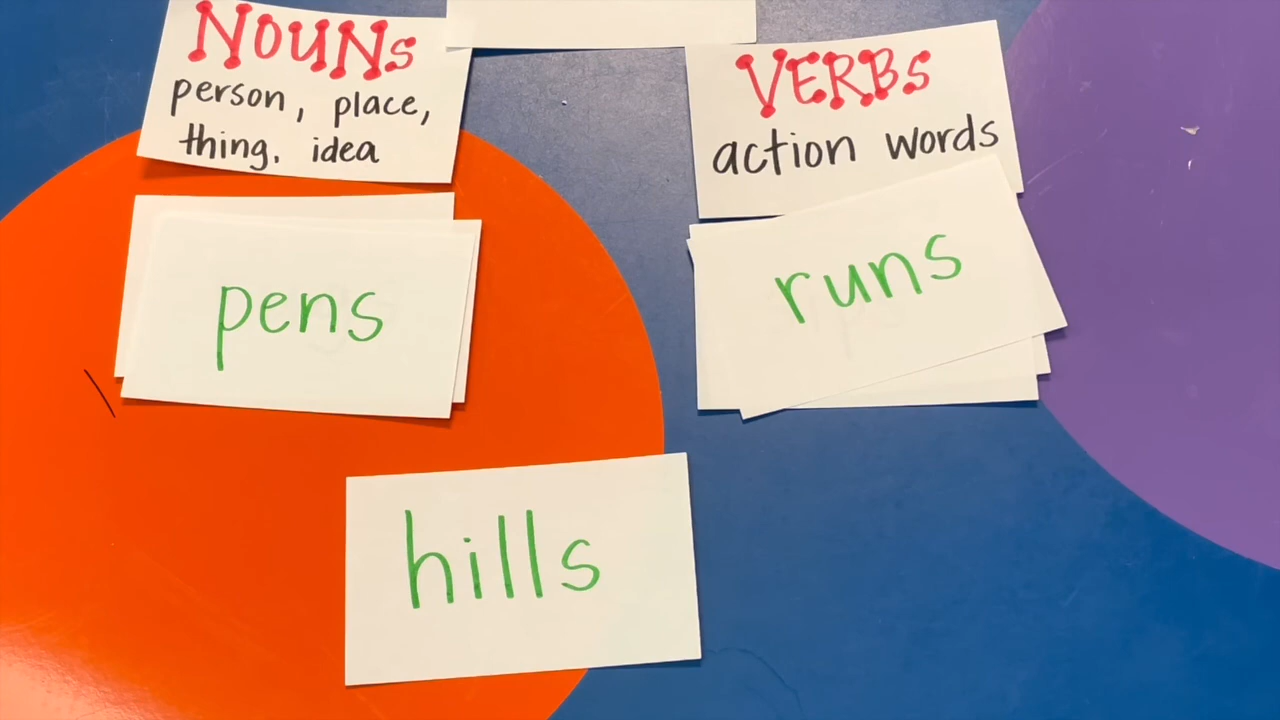 NOUNs
person, place,
thing, idea
VERBs
action words
pens
runs
hills